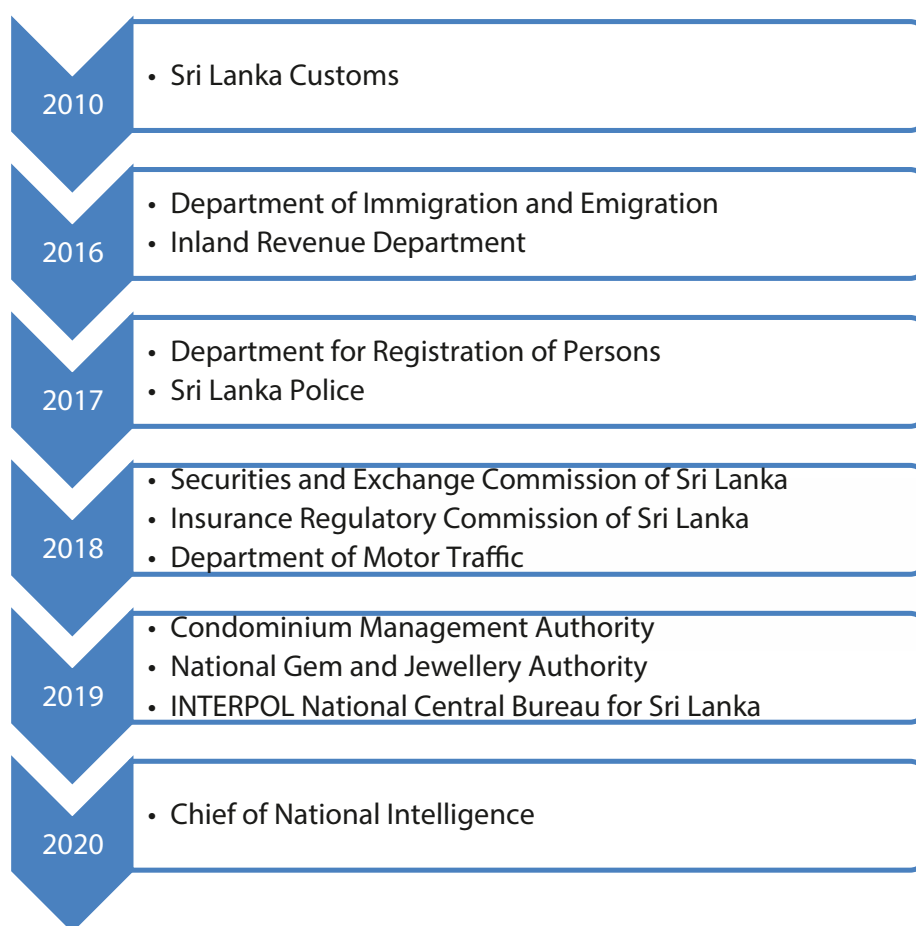 2010
• Sri Lanka Customs
2016
• Department of Immigration and Emigration
• Inland Revenue Department
2017
• Department for Registration of Persons
• Sri Lanka Police
2018
• Securities and Exchange Commission of Sri Lanka
• Insurance Regulatory Commission of Sri Lanka
• Department of Motor Traffic
2019
• Condominium Management Authority
• National Gem and Jewellery Authority
• INTERPOL National Central Bureau for Sri Lanka
2020
• Chief of National Intelligence